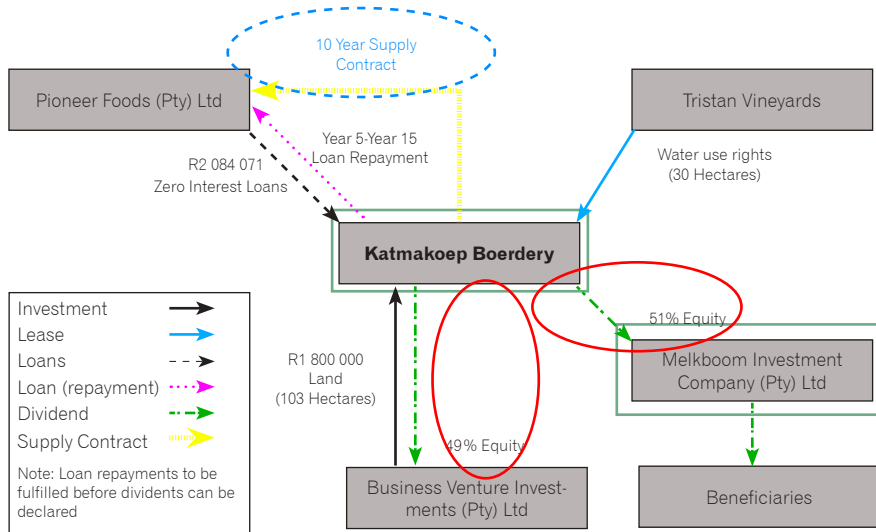 10 Year Supply
Contract
Pioneer Foods (Pty) Ltd
Tristan Vineyards
Year 5-Year 15
Loan Repayment
R2 084 071
Zero Interest Loans
Water use rights
(30 Hectares)
Katmakoep Boerdery
51% Equity
Investment
Lease
Loans
Loan (repayment)
Dividend
Supply Contract
Note: Loan repayments to be
fulfilled before dividents can be
declared
R1 800 000
Land
(103 Hectares)
Melkboom Investment
Company (Pty) Ltd
49% Equity
Business Venture Invest-
ments (Pty) Ltd
Beneficiaries